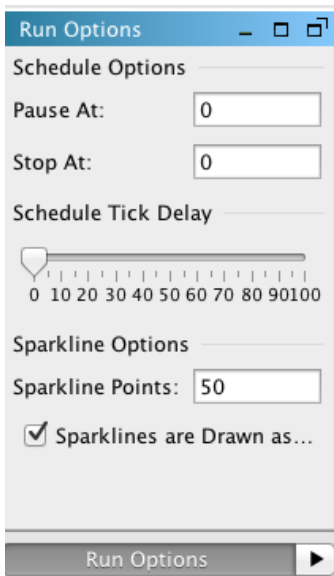 Run Options
Schedule Options
Pause At: 0
Stop At: 0
Schedule Tick Delay
0 10 20 30 40 50 60 70 80 90100
Sparkline Options
Sparkline Points: 50
Sparklines are Drawn as...
Run Options